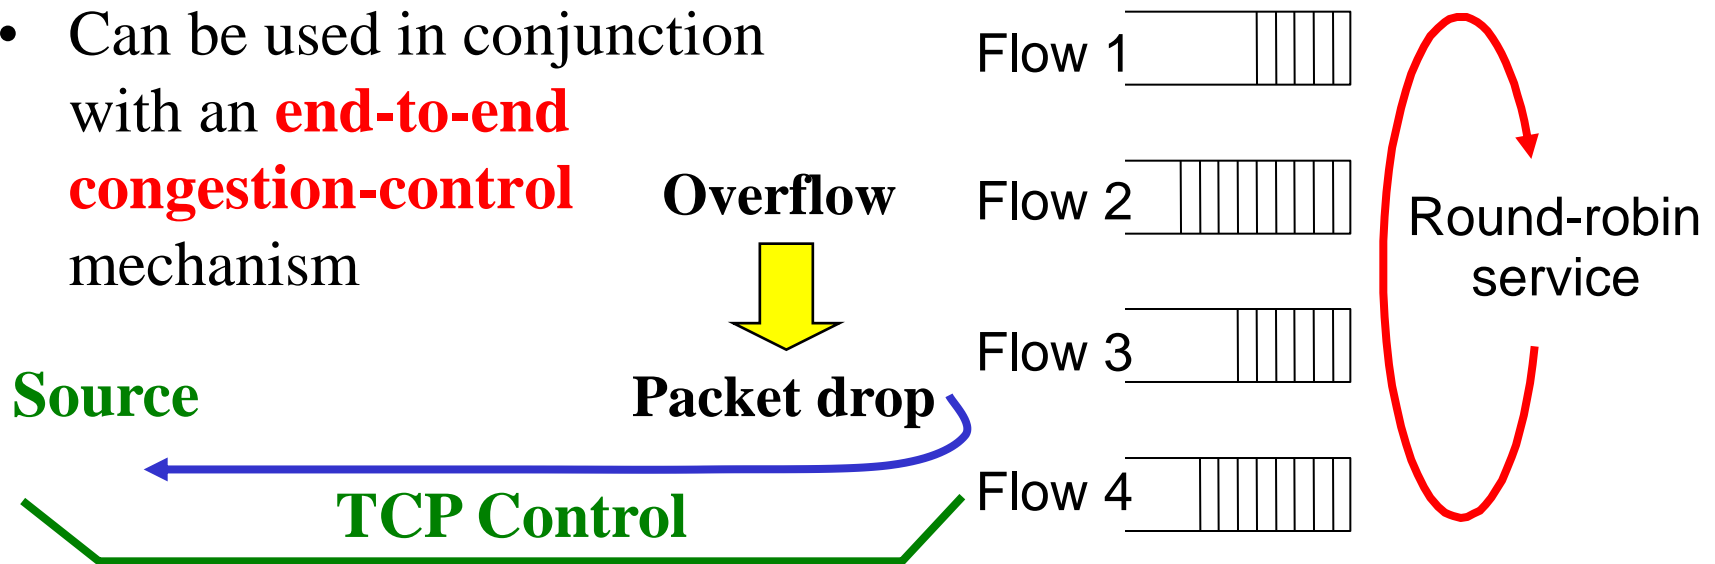 • Can be used in conjunction
with an end-to-end
congestion-control
mechanism
Overflow
Packet drop
Source
TCP Control
Flow 1
Flow 2
Flow 3
Flow 4
Round-robin
service